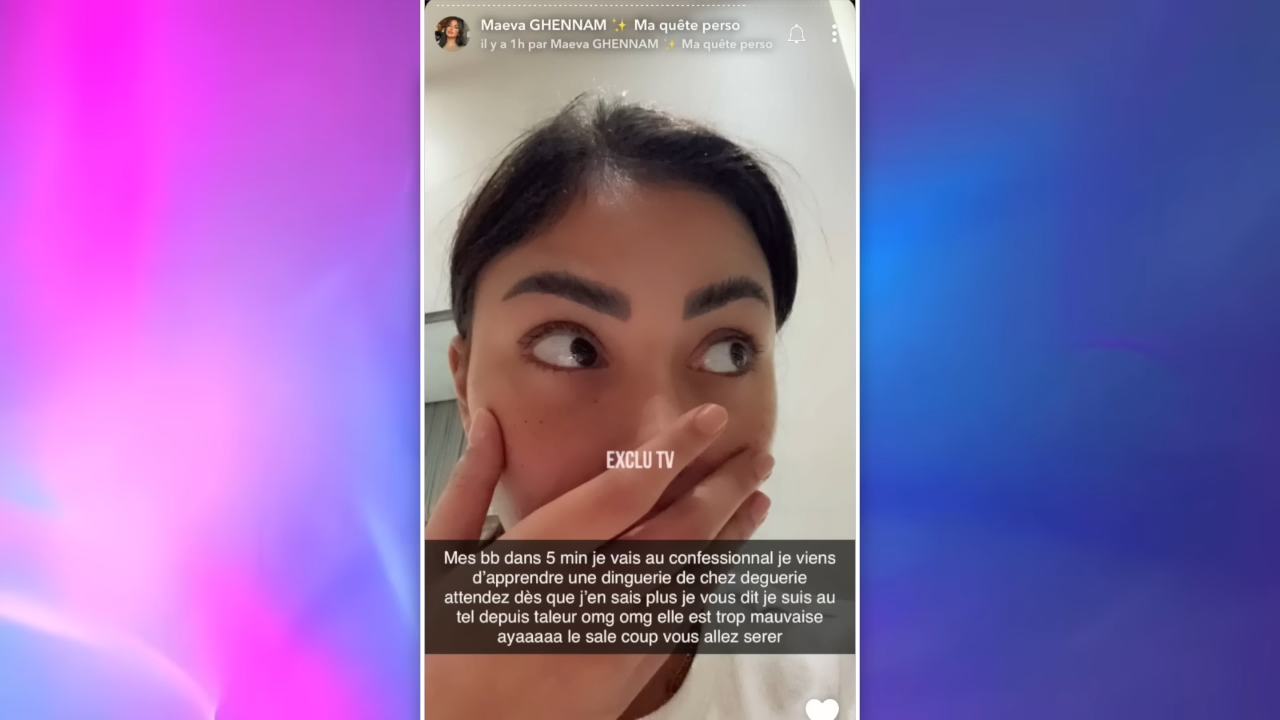 Maeva GHENNAM ✨ Ma quête perso
il y a 1h par Maeva GHENNAM ✨ Ma quête perso
EXCLU TV
Mes bb dans 5 min je vais au confessionnal je viens
d'apprendre une dinguerie de chez deguerie
attendez dès que j'en sais plus je vous dit je suis au
tel depuis taleur omg omg elle est trop mauvaise
ayaaaaa le sale coup vous allez serer